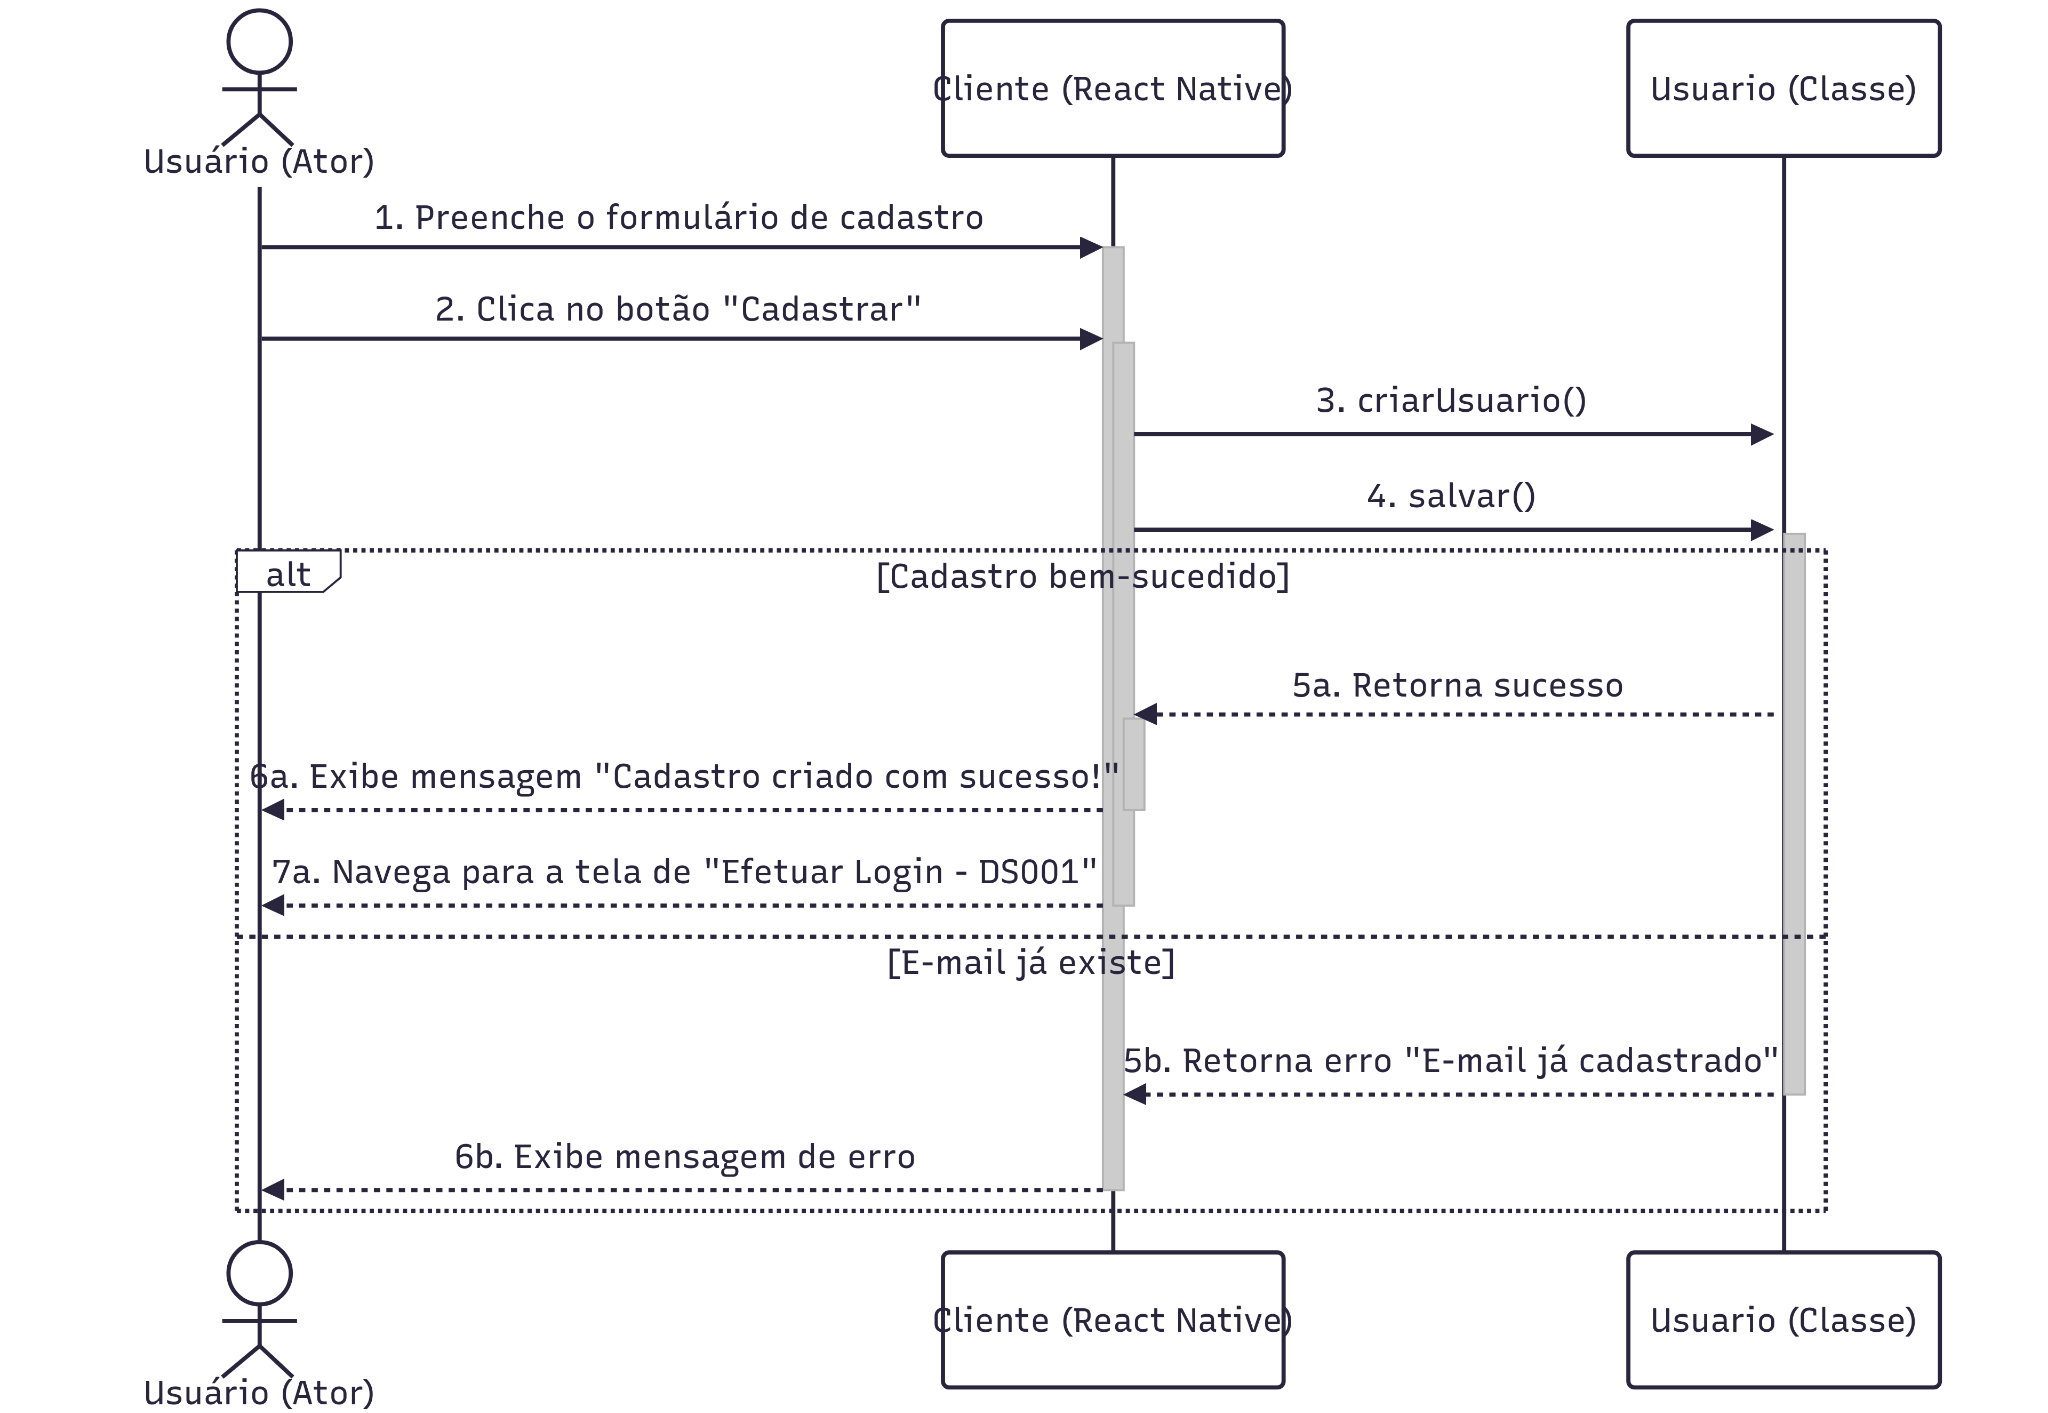 Usuário (Ator)
Cliente (React Native)
Usuario (Classe)
1. Preenche o formulário de cadastro
2. Clica no botão "Cadastrar"
3. criarUsuario()
4. salvar()
alt
[Cadastro bem-sucedido]
5a. Retorna sucesso
6a. Exibe mensagem "Cadastro criado com sucesso!"
7a. Navega para a tela de "Efetuar Login - DS001"
[E-mail já existe]
5b. Retorna erro "E-mail já cadastrado"
6b. Exibe mensagem de erro
Usuário (Ator)
Cliente (React Native)
Usuario (Classe)